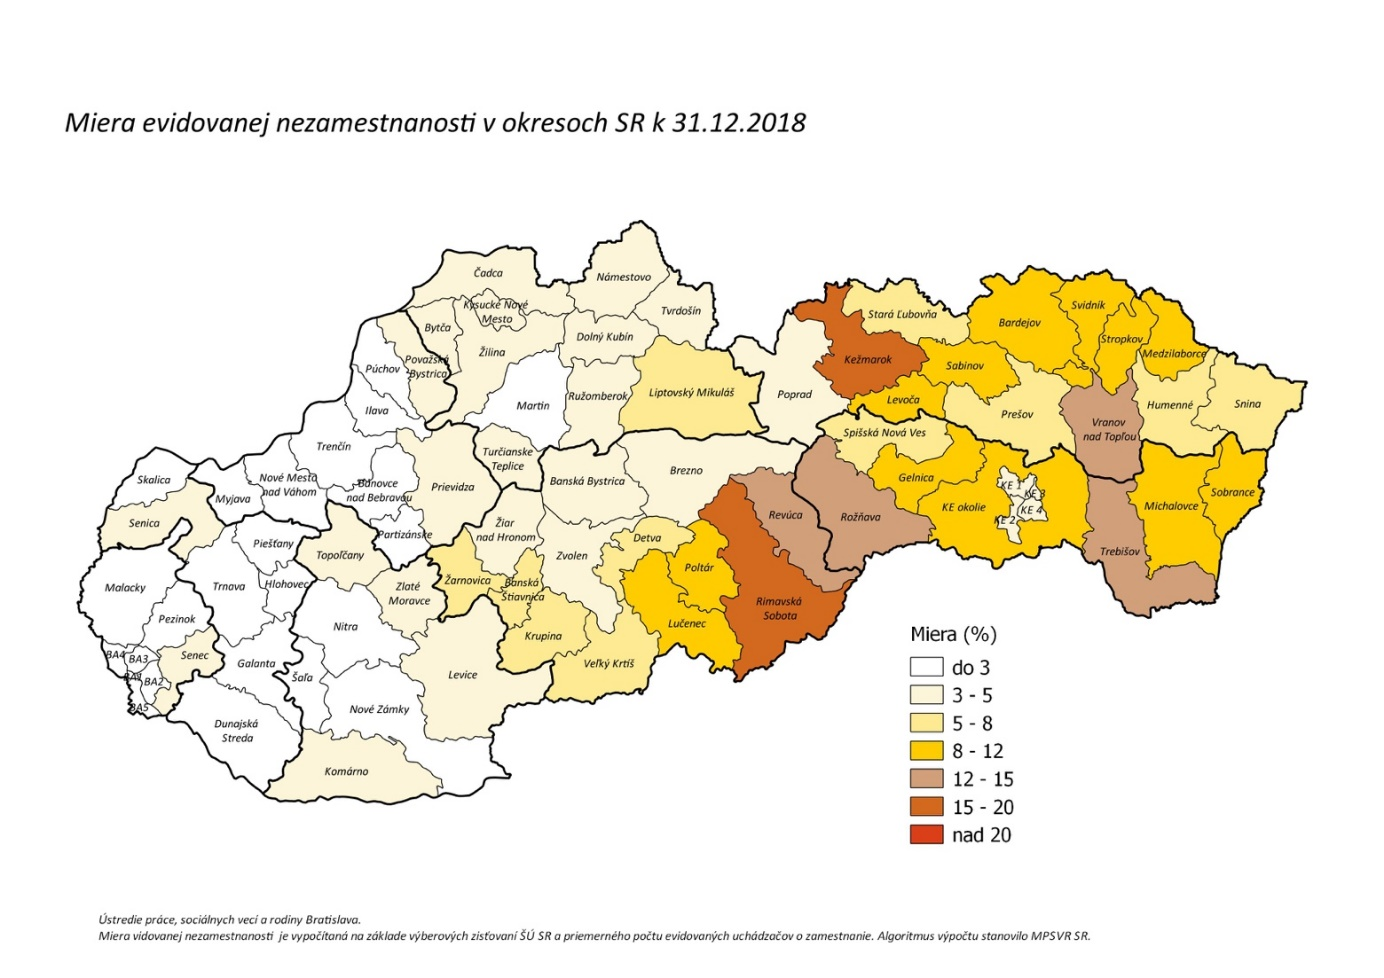 Miera evidovanej nezamestnanosti v okresoch SR k 31.12.2018
Čadca
Námestovo
Kysucké Nové
Mesto
Tvrdošín
Bytča
Dolný Kubín
Žilina
Považská
Bystrica
Púchov
Ilava
Martin
Ružomberok
Liptovský Mikuláš
Poprad
Kežmarok
Stará Ľubovňa
Bardejov
Svidník
Stropkov
Medzilaborce
Sabinov
Levoča
Prešov
Humenné
Snina
Vranov
nad Topľou
Spišská Nová Ves
Gelnica
KE okolie
KE 1
KE 3
KE 4
KE 2
Michalovce
Sobrance
Trebišov
Rožňava
Revúca
Rimavská
Sobota
Trenčín
Turčianske
Teplice
Brezno
Banská Bystrica
Prievidza
Bánovce
nad Bebravou
Nové Mesto
nad Váhom
Skalica
Myjava
Senica
Partizánske
Piešťany
Topoľčany
Žiar
nad Hronom
Zvolen
Detva
Poltár
Lučenec
Žarnovica
Banská
Štiavnica
Krupina
Veľký Krtíš
Zlaté
Moravce
Malacky
Trnava
Hlohovec
Pezinok
Nitra
Senec
Galanta
Šaľa
Levice
Nové Zámky
BA4
BA3
BA1
BA2
BA5
Dunajská
Streda
Komárno
Miera (%)
do 3
3 - 5
5 - 8
8 - 12
12 - 15
15 - 20
nad 20
Ústredie práce, sociálnych vecí a rodiny Bratislava.
Miera vidovanej nezamestnanosti je vypočítaná na základe výberových zisťovaní ŠÚ SR a priemerného počtu evidovaných uchádzačov o zamestnanie. Algoritmus výpočtu stanovilo MPSVR SR.